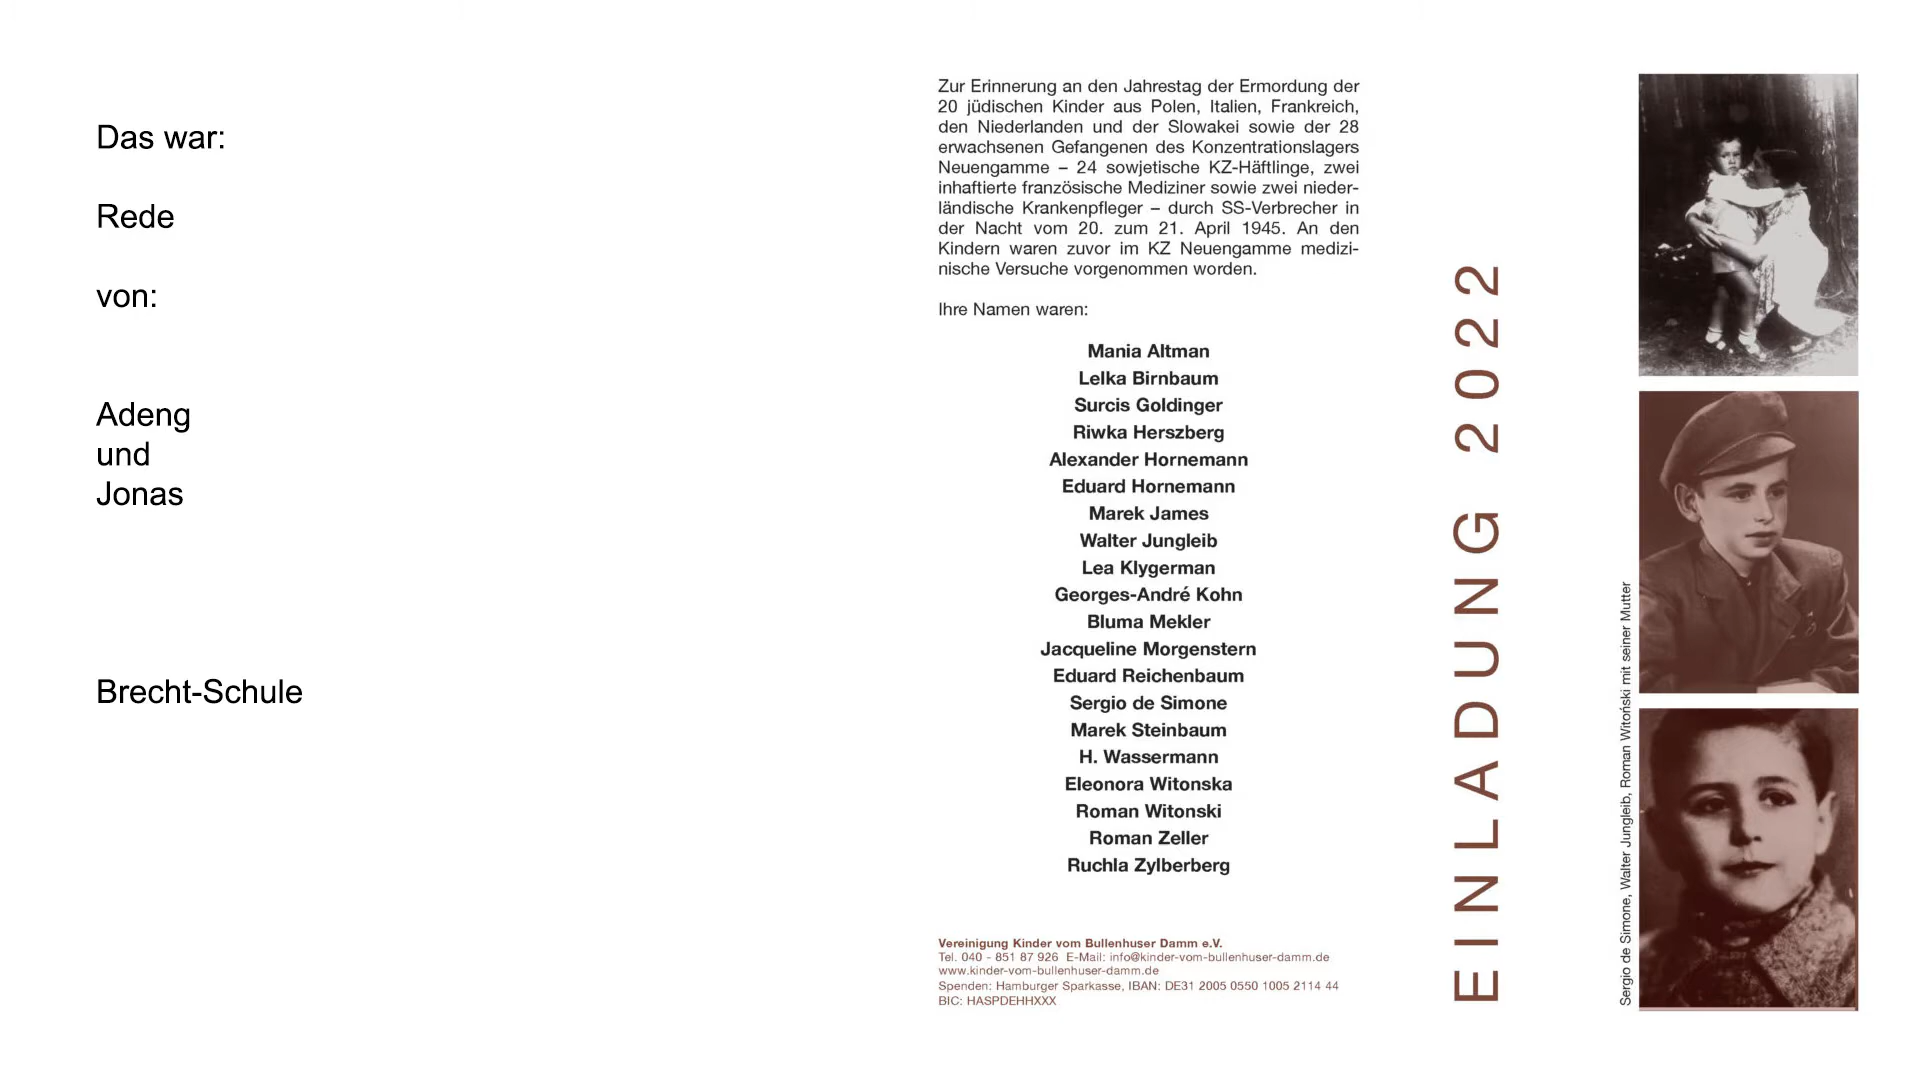 Das war:
Rede
von:
Adeng
und
Jonas
Brecht-Schule
Zur Erinnerung an den Jahrestag der Ermordung der
20 jüdischen Kinder aus Polen, Italien, Frankreich,
den Niederlanden und der Slowakei sowie der 28
erwachsenen Gefangenen des Konzentrationslagers
Neuengamme – 24 sowjetische KZ-Häftlinge, zwei
inhaftierte französische Mediziner sowie zwei nieder-
ländische Krankenpfleger – durch SS-Verbrecher in
der Nacht vom 20. zum 21. April 1945. An den
Kindern waren zuvor im KZ Neuengamme medizi-
nische Versuche vorgenommen worden.
Ihre Namen waren:
Mania Altman
Lelka Birnbaum
Surcis Goldinger
Riwka Herszberg
Alexander Hornemann
Eduard Hornemann
Marek James
Walter Jungleib
Lea Klygerman
Georges-André Kohn
Bluma Mekler
Jacqueline Morgenstern
Eduard Reichenbaum
Sergio de Simone
Marek Steinbaum
H. Wassermann
Eleonora Witonska
Roman Witonski
Roman Zeller
Ruchla Zylberberg
Vereinigung Kinder vom Bullenhuser Damm e.V.
Tel. 040 - 851 87 926 E-Mail: info@kinder-vom-bullenhuser-damm.de
www.kinder-vom-bullenhuser-damm.de
Spenden: Hamburger Sparkasse, IBAN: DE31 2005 0550 1005 2114 44
BIC: HASPDEHHXXX
EINLADUNG 2022
Sergio de Simone, Walter Jungleib, Roman Witoński mit seiner Mutter